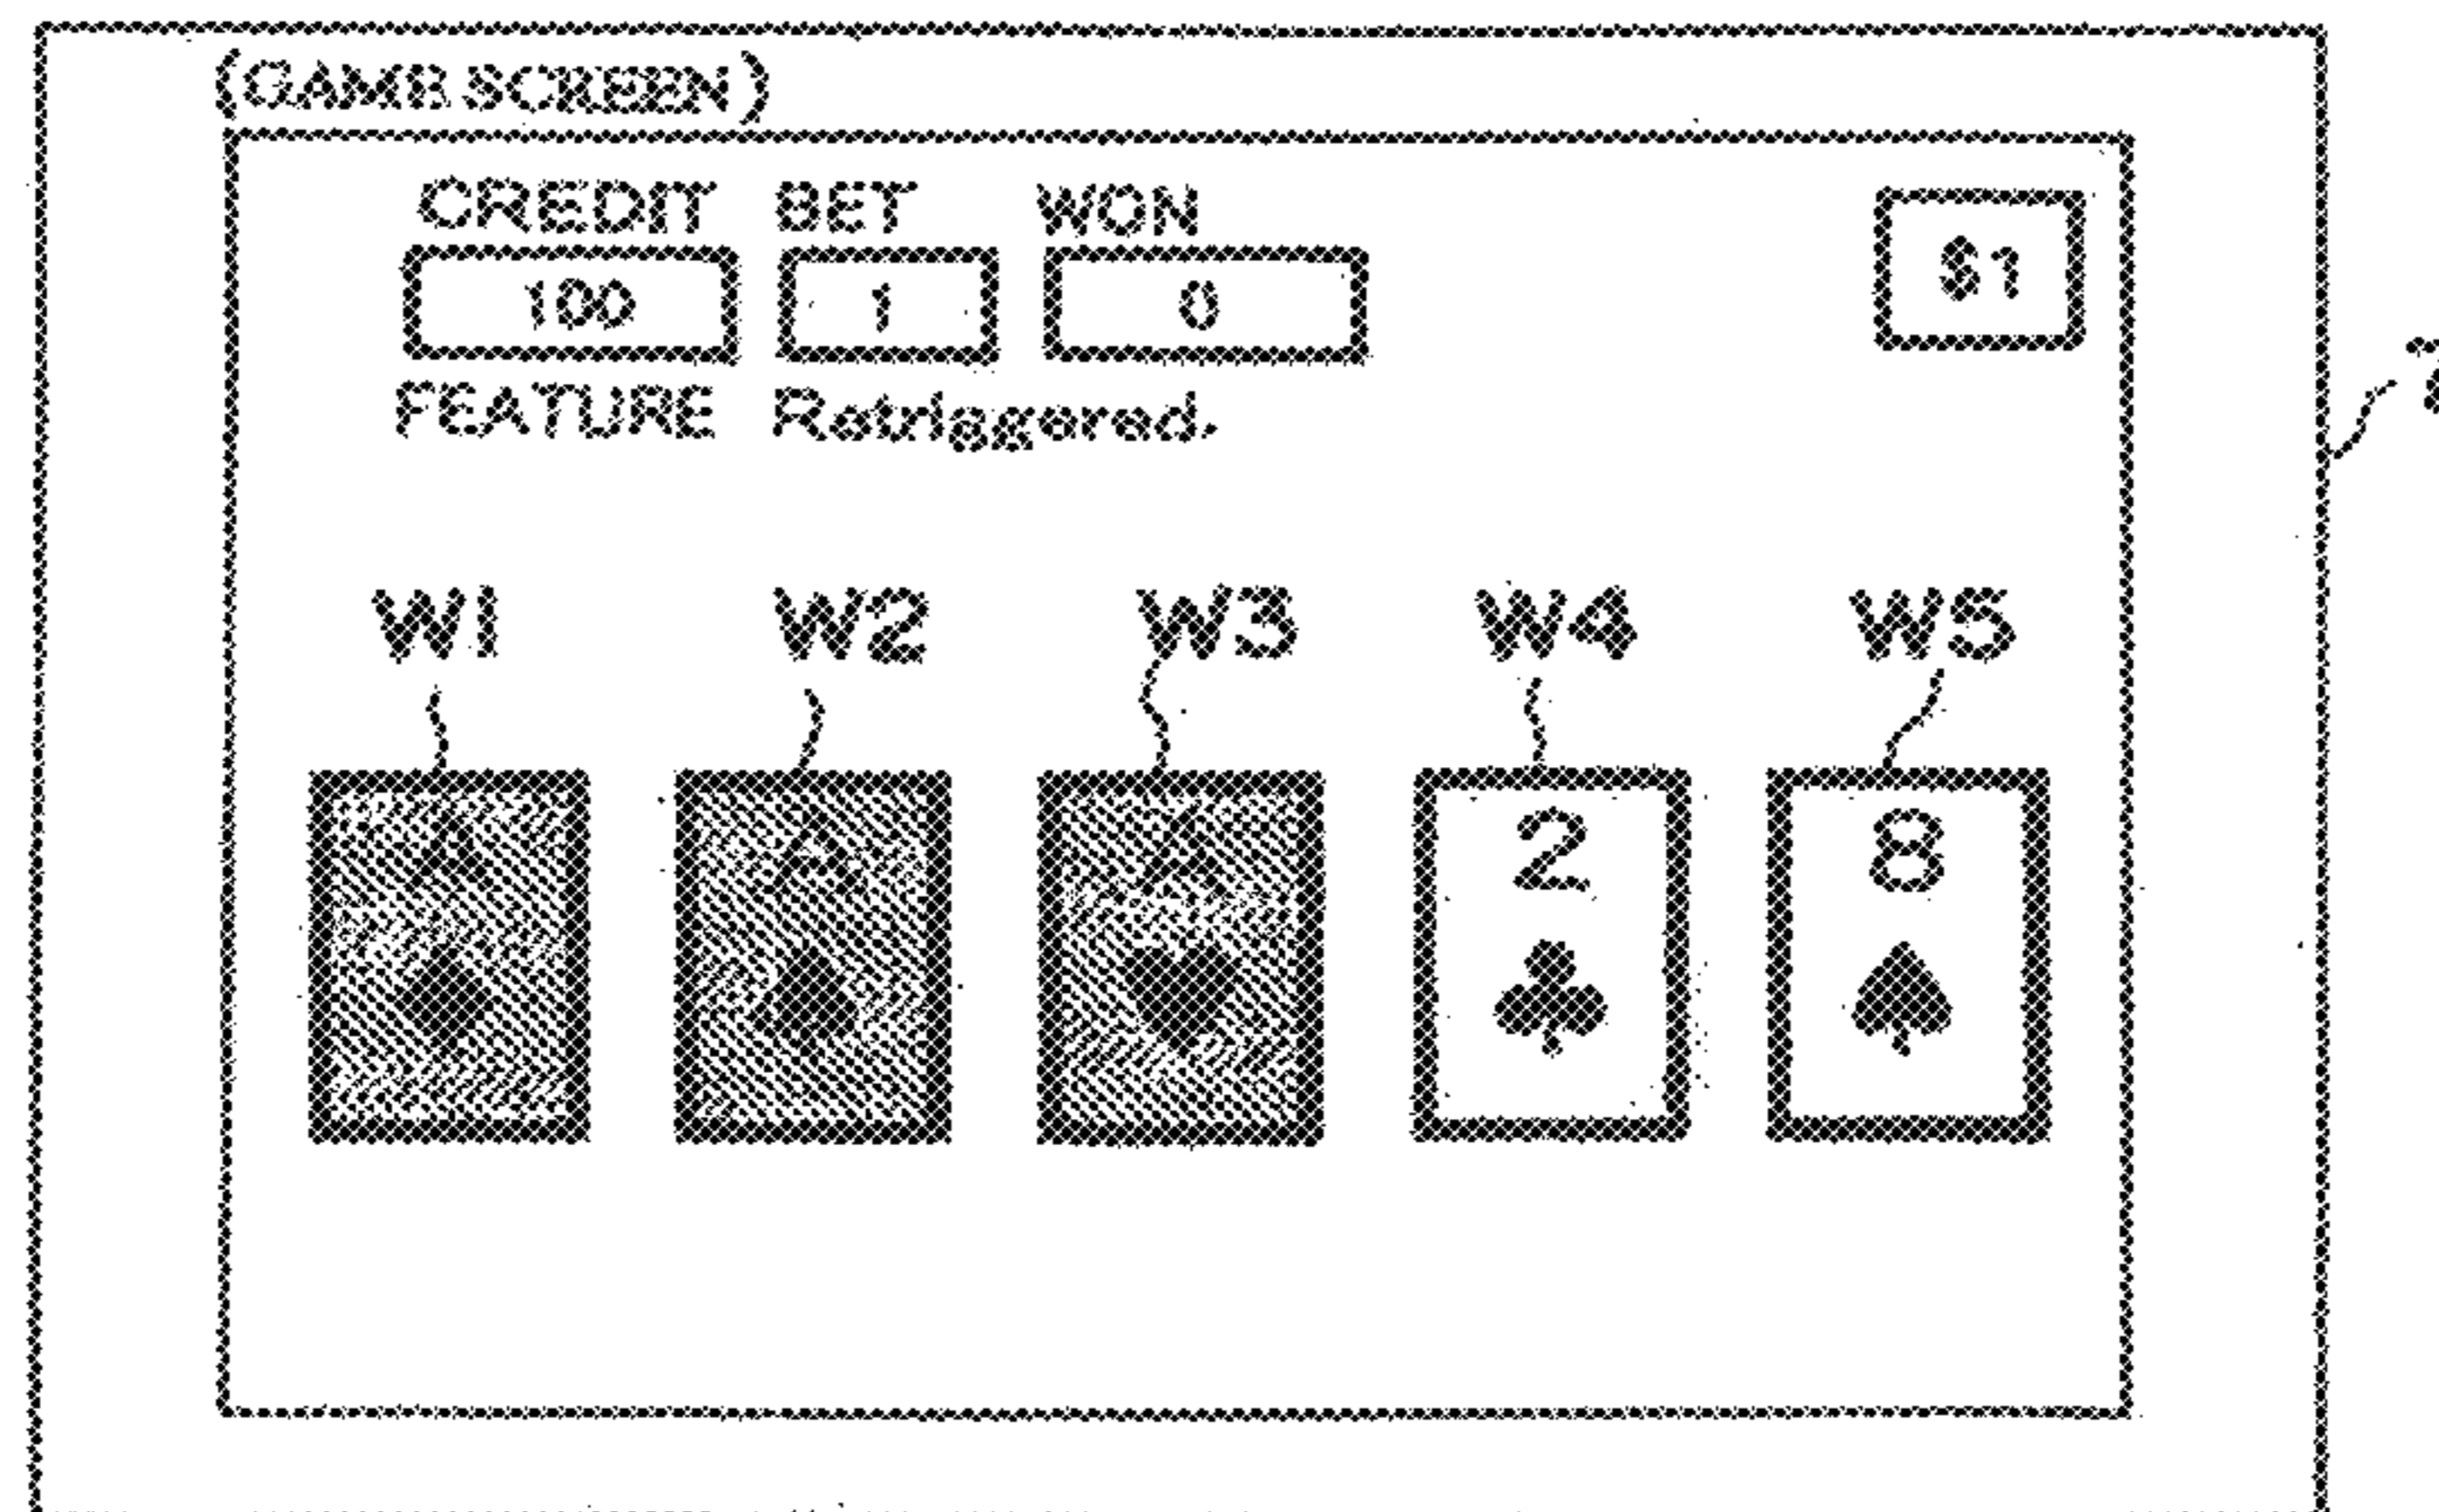 (GAME SCREEN)
CREDIT BET WON
100 1 0 $1
FEATURE Retriggered.
W1 W2 W3 W4 W5
A A A 2 8